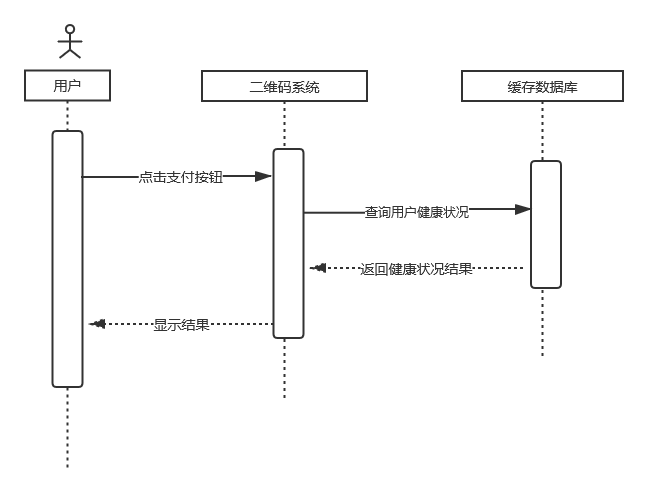 用户
二维码系统
缓存数据库
点击支付按钮
查询用户健康状况
返回健康状况结果
显示结果